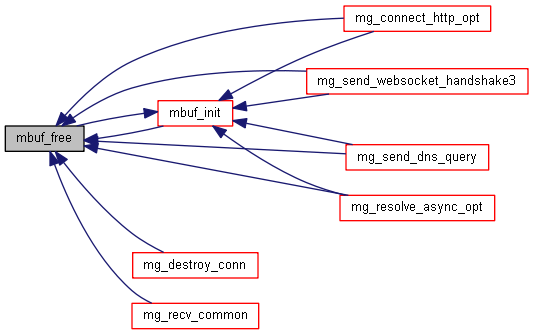 mg_connect_http_opt
mg_send_websocket_handshake3
mbuf_init
mbuf_free
mg_send_dns_query
mg_resolve_async_opt
mg_destroy_conn
mg_recv_common